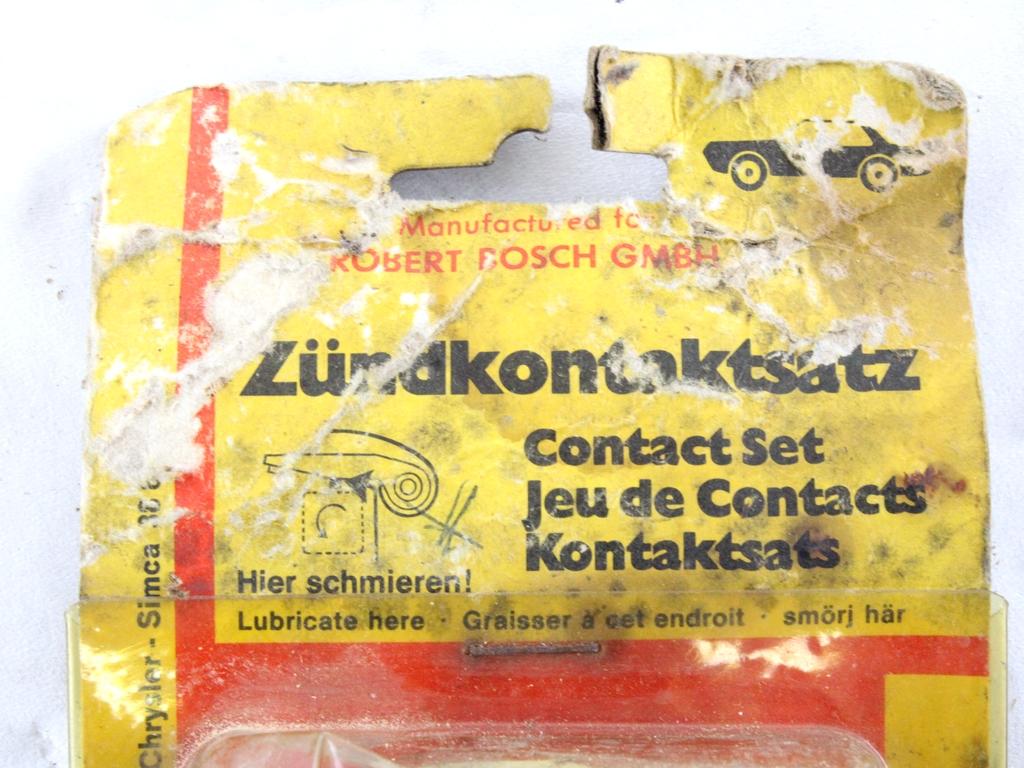 Manufactured for
ROBERT BOSCH GMBH
Zündkontaktsatz
Contact Set
Jeu de Contacts
Kontaktsats
Hier schmieren!
Lubricate here · Graisser à cet endroit · smörj här
Chrysler - Simca